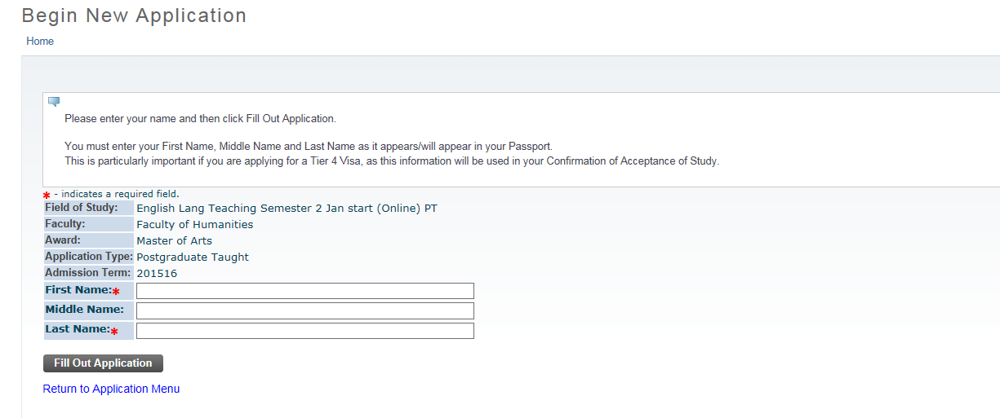 Begin New Application
Home
Please enter your name and then click Fill Out Application.
You must enter your First Name, Middle Name and Last Name as it appears/will appear in your Passport.
This is particularly important if you are applying for a Tier 4 Visa, as this information will be used in your Confirmation of Acceptance of Study.
* - indicates a required field.
Field of Study: English Lang Teaching Semester 2 Jan start (Online) PT
Faculty: Faculty of Humanities
Award: Master of Arts
Application Type: Postgraduate Taught
Admission Term: 201516
First Name:*
Middle Name:
Last Name:*
Fill Out Application
Return to Application Menu